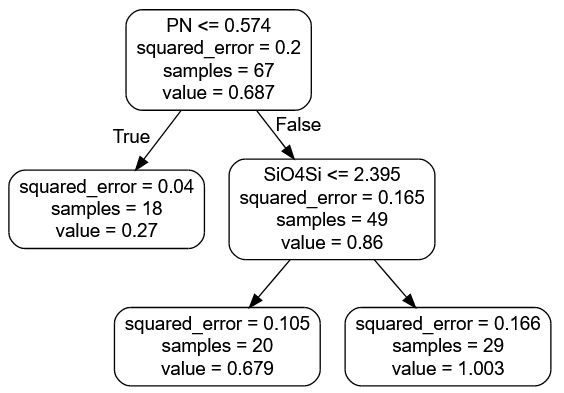 PN <= 0.574
squared_error = 0.2
samples = 67
value = 0.687
True
False
squared_error = 0.04
samples = 18
value = 0.27
SiO4Si <= 2.395
squared_error = 0.165
samples = 49
value = 0.86
squared_error = 0.105
samples = 20
value = 0.679
squared_error = 0.166
samples = 29
value = 1.003